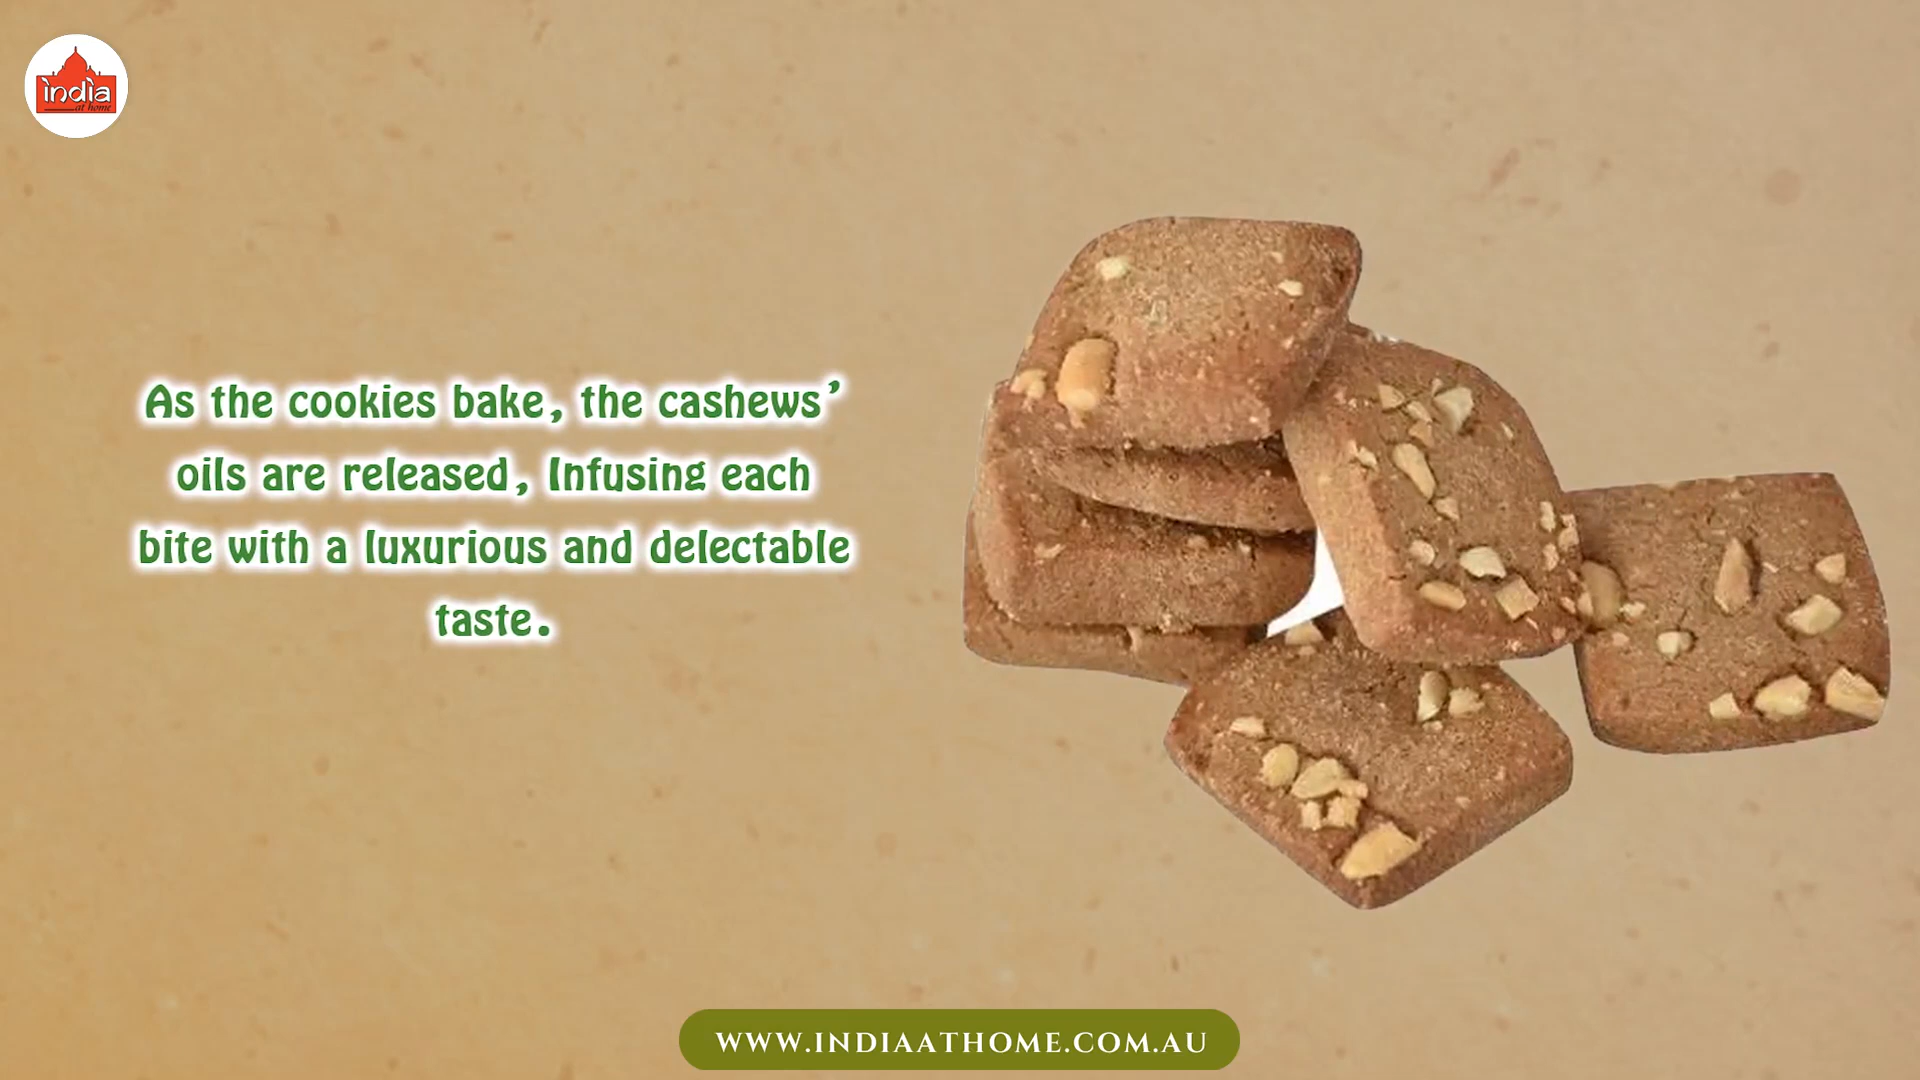 india
at home
As the cookies bake, the cashews’
oils are released, Infusing each
bite with a luxurious and delectable
taste.
WWW.INDIAATHOME.COM.AU